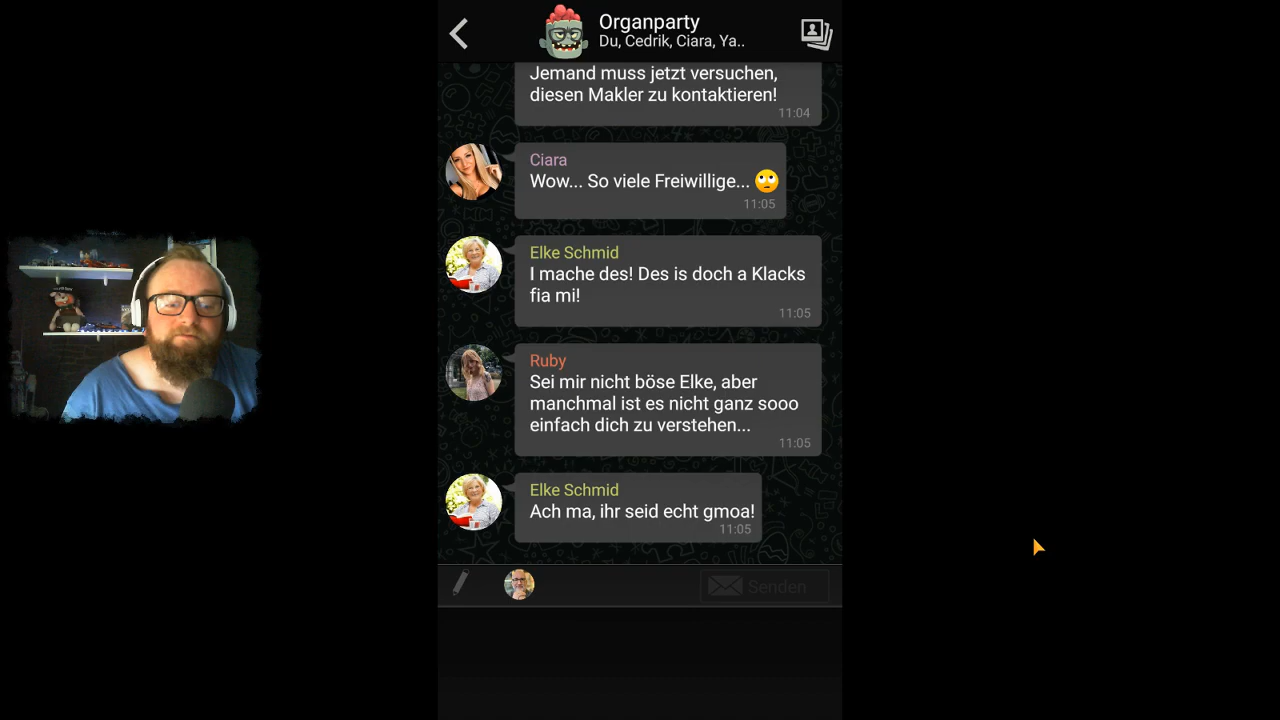 Organparty
Du, Cedrik, Ciara, Ya..
Jemand muss jetzt versuchen,
diesen Makler zu kontaktieren!
11:04
Ciara
Wow... So viele Freiwillige... 🙄
11:05
Elke Schmid
I mache des! Des is doch a Klacks
fia mi!
11:05
Ruby
Sei mir nicht böse Elke, aber
manchmal ist es nicht ganz sooo
einfach dich zu verstehen...
11:05
Elke Schmid
Ach ma, ihr seid echt gmoa!
11:05
Senden